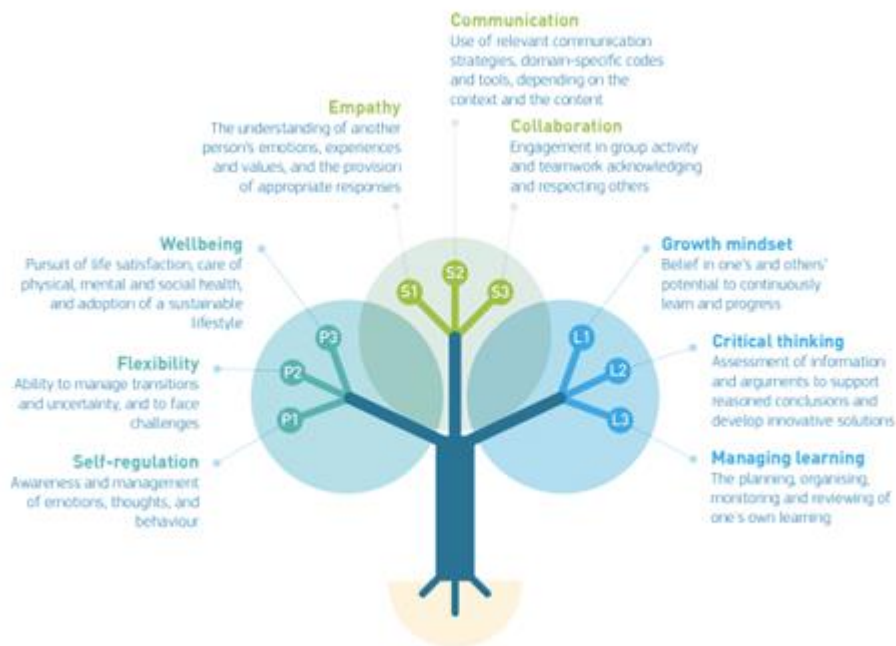 Communication
Use of relevant communication
strategies, domain-specific codes
and tools, depending on the
context and the content
Empathy
The understanding of another
person's emotions, experiences
and values, and the provision
of appropriate responses
Collaboration
Engagement in group activity
and teamwork acknowledging
and respecting others
Wellbeing
Pursuit of life satisfaction, care of
physical, mental and social health,
and adoption of a sustainable
lifestyle
Growth mindset
Belief in one's and others'
potential to continuously
learn and progress
S1
S2
S3
P3
L1
Flexibility
Ability to manage transitions
and uncertainty, and to face
challenges
P2
L2
Critical thinking
Assessment of information
and arguments to support
reasoned conclusions and
develop innovative solutions
P1
L3
Self-regulation
Awareness and management
of emotions, thoughts, and
behaviour
Managing learning
The planning, organising,
monitoring and reviewing of
one's own learning